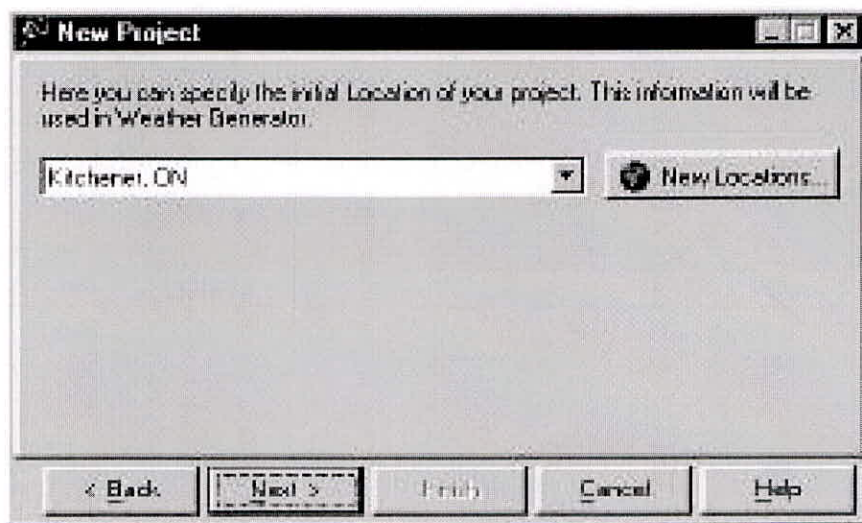 New Project
Here you can specify the initial Location of your project. This information will be
used in Weather Generator.
Kitchener, ON
New Locations...
< Back
Next >
Finish
Cancel
Help